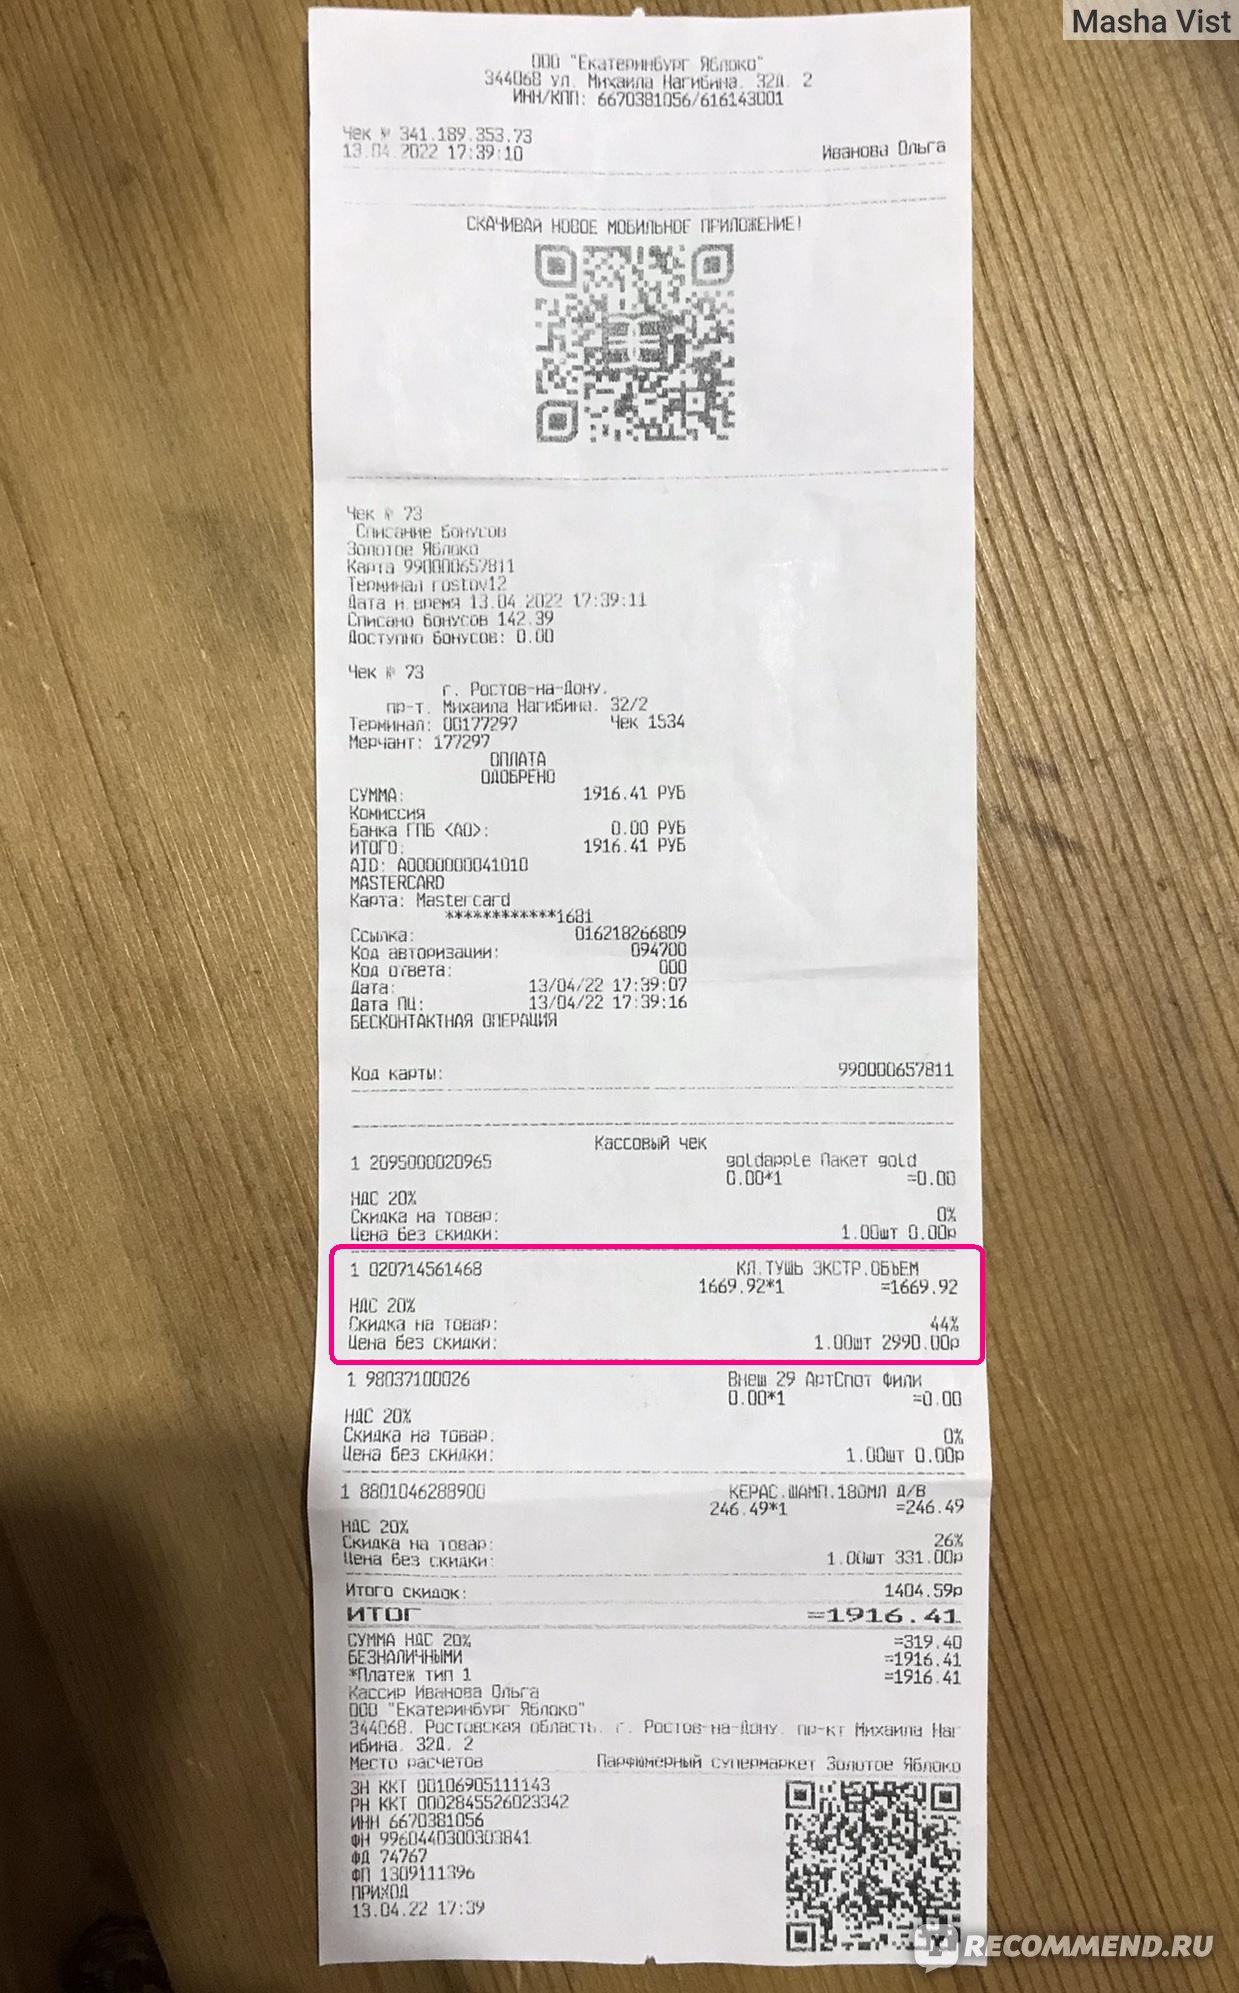 Masha Vist
ООО "Екатеринбург Яблоко"
344068 ул. Михаила Нагибина, 32Д, 2
ИНН/КПП: 6670381056/616143001
Чек № 341.189.353.73
13.04.2022 17:39:10 Иванова Ольга
СКАЧИВАЙ НОВОЕ МОБИЛЬНОЕ ПРИЛОЖЕНИЕ!
Чек № 73
Списание Бонусов
Золотое Яблоко
Карта 990000657811
Терминал rostov12
Дата и время 13.04.2022 17:39:11
Списано бонусов 142.39
Доступно бонусов: 0.00
Чек № 73
г. Ростов-на-Дону,
пр-т. Михаила Нагибина, 32/2
Терминал: 00177297 Чек 1534
Мерчант: 177297
ОПЛАТА
ОДОБРЕНО
СУММА: 1916.41 РУБ
Комиссия
Банка ГПБ <АО>: 0.00 РУБ
ИТОГО: 1916.41 РУБ
AID: A0000000041010
MASTERCARD
Карта: Mastercard
************1681
Ссылка: 016218266809
Код авторизации: 094700
Код ответа: 000
Дата: 13/04/22 17:39:07
Дата ПЦ: 13/04/22 17:39:16
БЕСКОНТАКТНАЯ ОПЕРАЦИЯ
Код карты: 990000657811
Кассовый чек
1 2095000020965 goldapple Пакет gold
0.00*1 =0.00
НДС 20%
Скидка на товар: 0%
Цена без скидки: 1.00шт 0.00р
1 020714561468 КЛ.ТУШЬ ЭКСТР.ОБЪЕМ
1669.92*1 =1669.92
НДС 20%
Скидка на товар: 44%
Цена без скидки: 1.00шт 2990.00р
1 98037100026 Внеш 29 АртСпот Фили
0.00*1 =0.00
НДС 20%
Скидка на товар: 0%
Цена без скидки: 1.00шт 0.00р
1 8801046288900 КЕРАС.ШАМП.180МЛ Д/В
246.49*1 =246.49
НДС 20%
Скидка на товар: 26%
Цена без скидки: 1.00шт 331.00р
Итого скидок: 1404.59р
ИТОГ =1916.41
СУММА НДС 20% =319.40
БЕЗНАЛИЧНЫМИ =1916.41
*Платеж тип 1 =1916.41
Кассир Иванова Ольга
ООО "Екатеринбург Яблоко"
344068, Ростовская область, г. Ростов-на-Дону, пр-кт Михаила Наг
ибина, 32Д, 2
Место расчетов Парфюмерный супермаркет Золотое Яблоко
ЗН ККТ 00106905111143
РН ККТ 0002845526023342
ИНН 6670381056
ФН 9960440300303841
ФД 74767
ФП 1309111396
ПРИХОД
13.04.22 17:39
RECOMMEND.RU